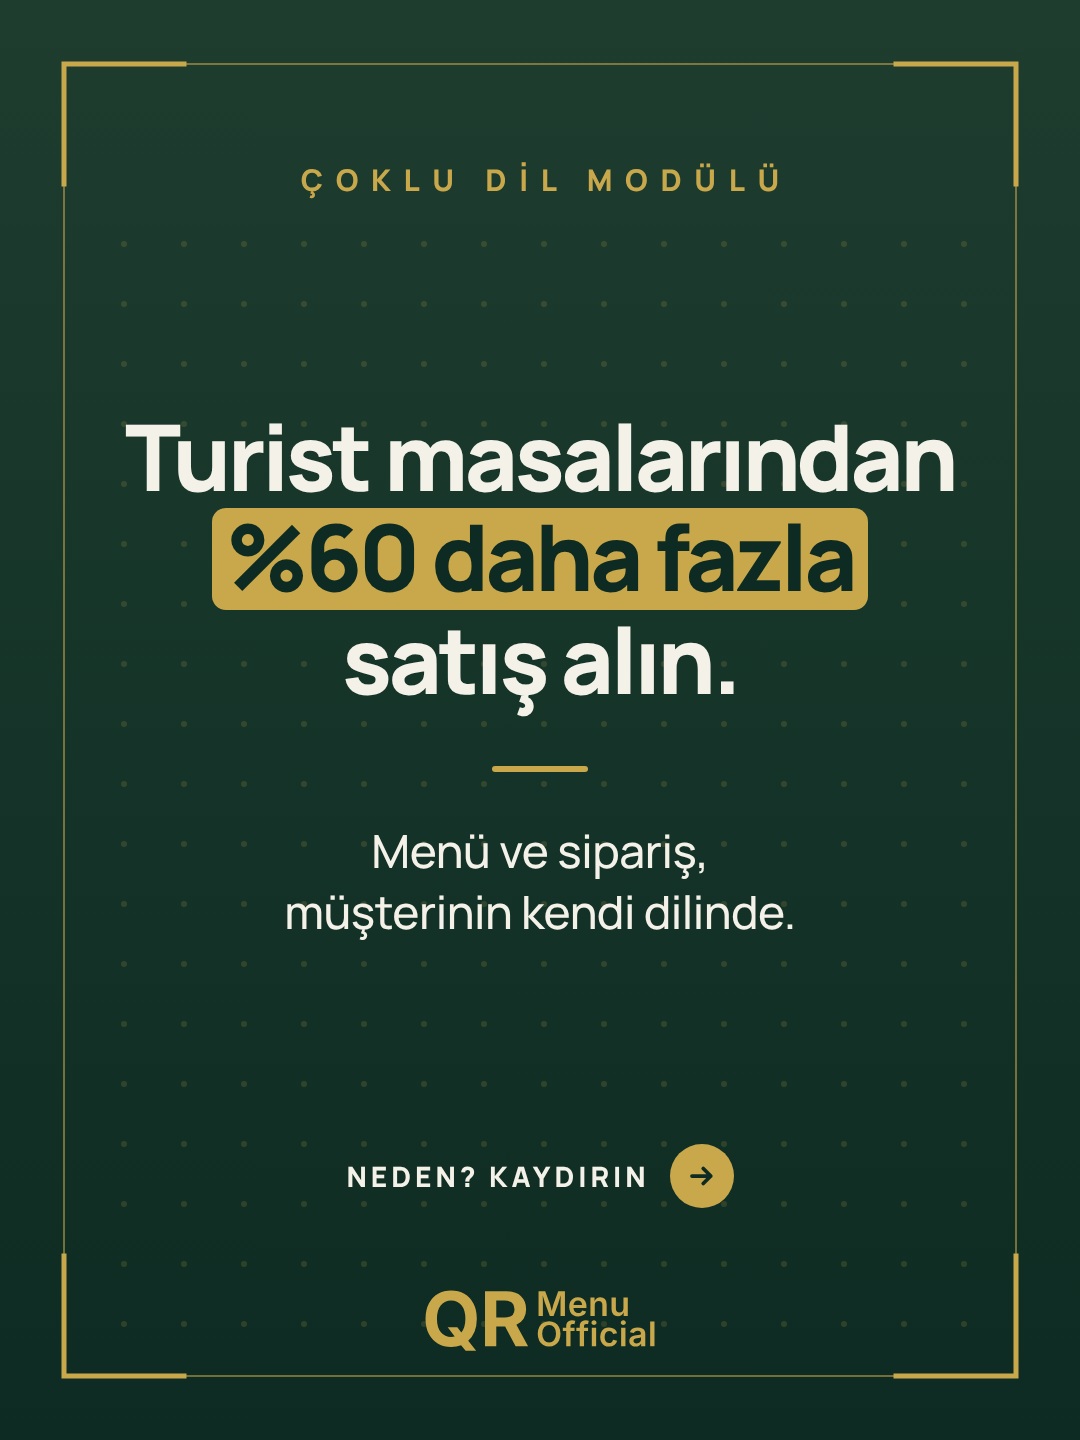 ÇOKLU DİL MODÜLÜ
Turist masalarından
%60 daha fazla
satış alın.
Menü ve sipariş,
müşterinin kendi dilinde.
NEDEN? KAYDIRIN
QR Menu
Official